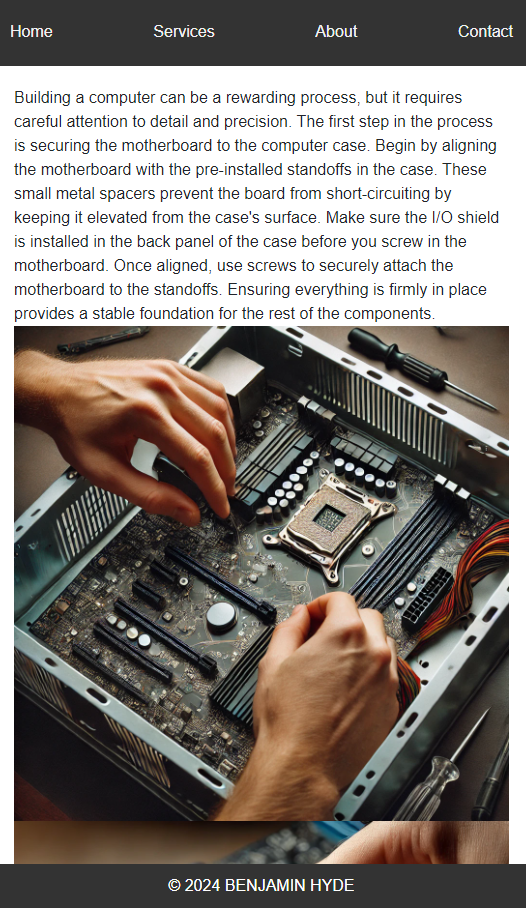 Home Services About Contact
Building a computer can be a rewarding process, but it requires
careful attention to detail and precision. The first step in the process
is securing the motherboard to the computer case. Begin by aligning
the motherboard with the pre-installed standoffs in the case. These
small metal spacers prevent the board from short-circuiting by
keeping it elevated from the case's surface. Make sure the I/O shield
is installed in the back panel of the case before you screw in the
motherboard. Once aligned, use screws to securely attach the
motherboard to the standoffs. Ensuring everything is firmly in place
provides a stable foundation for the rest of the components.
© 2024 BENJAMIN HYDE